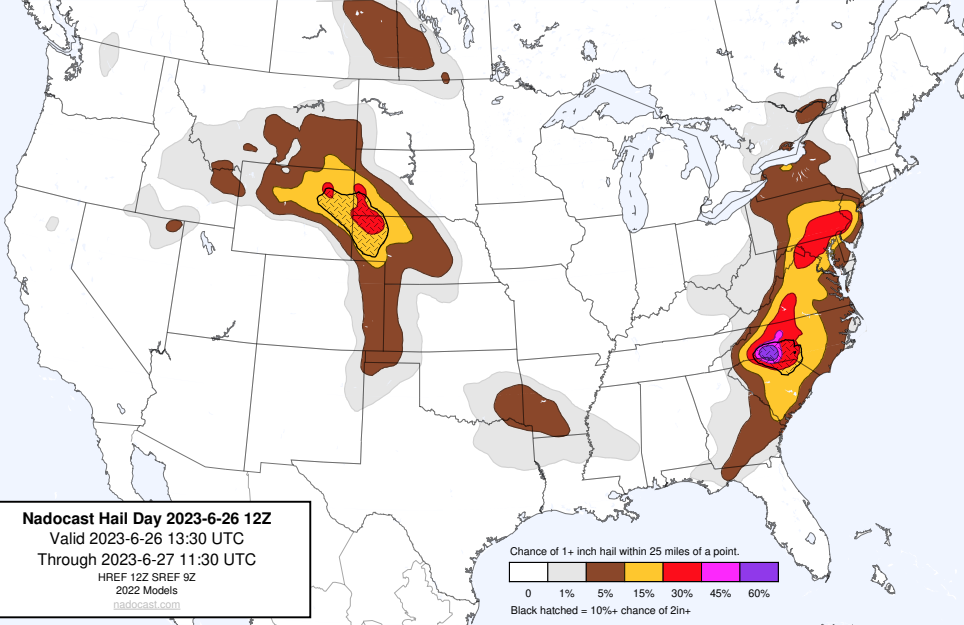 Nadocast Hail Day 2023-6-26 12Z
Valid 2023-6-26 13:30 UTC
Through 2023-6-27 11:30 UTC
HREF 12Z SREF 9Z
2022 Models
nadocast.com
Chance of 1+ inch hail within 25 miles of a point.
0 1% 5% 15% 30% 45% 60%
Black hatched = 10%+ chance of 2in+